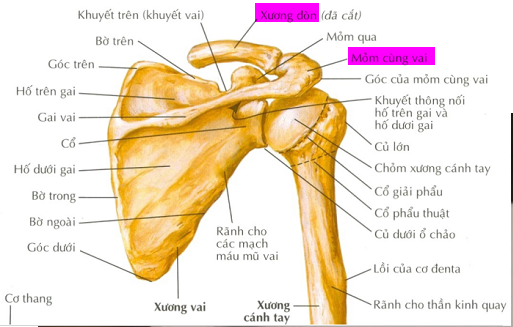 Khuyết trên (khuyết vai)
Xương đòn (đã cắt)
Bờ trên
Mỏm qua
Góc trên
Mỏm cùng vai
Góc của mỏm cùng vai
Hố trên gai
Khuyết thông nối
hố trên gai và
hố dươi gai
Gai vai
Cổ
Củ lớn
Hố dưới gai
Chỏm xương cánh tay
Cổ giải phẫu
Bờ trong
Cổ phẫu thuật
Bờ ngoài
Rãnh cho
các mạch
máu mũ vai
Củ dưới ổ chảo
Góc dưới
Lồi của cơ đenta
Cơ thang
Xương vai
Xương
cánh tay
Rãnh cho thần kinh quay